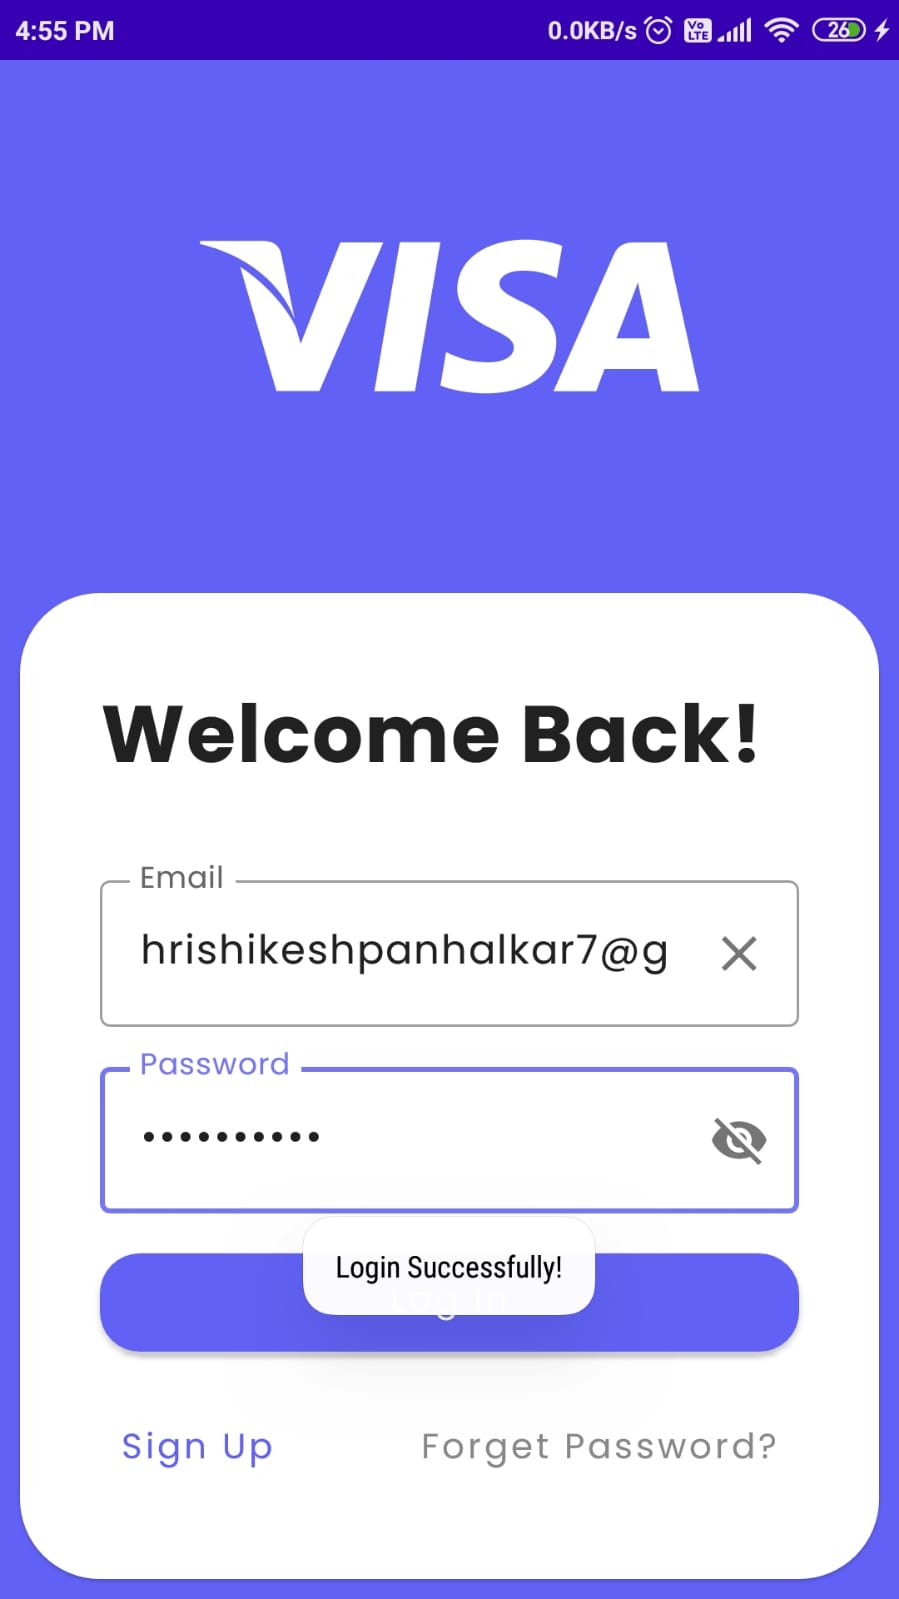 4:55 PM 0.0KB/s Vo LTE 26
VISA
Welcome Back!
Email
hrishikeshpanhalkar7@g
Password
Login Successfully!
Log In
Sign Up Forget Password?